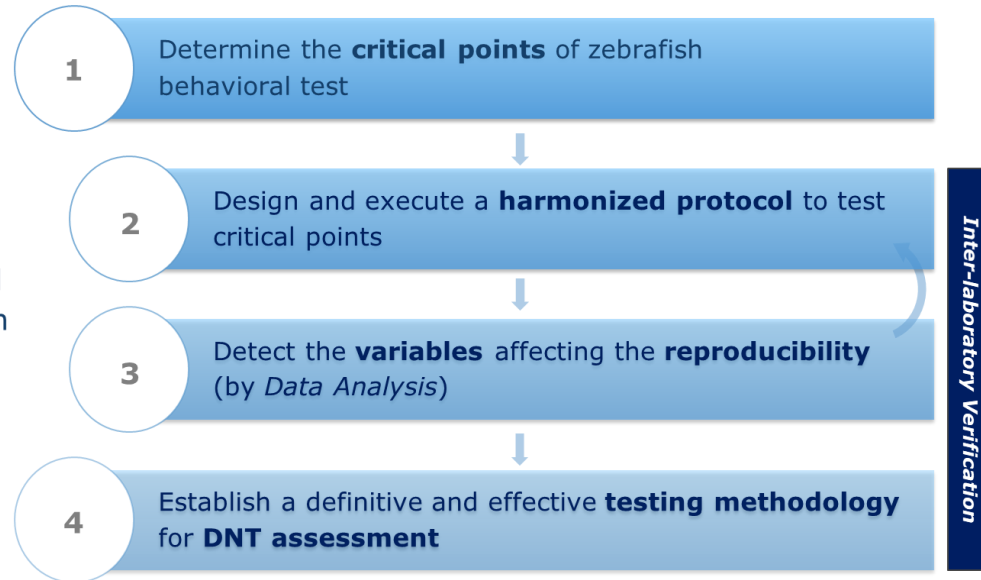 1
Determine the critical points of zebrafish
behavioral test
2
Design and execute a harmonized protocol to test
critical points
3
Detect the variables affecting the reproducibility
(by Data Analysis)
4
Establish a definitive and effective testing methodology
for DNT assessment
Inter-laboratory Verification